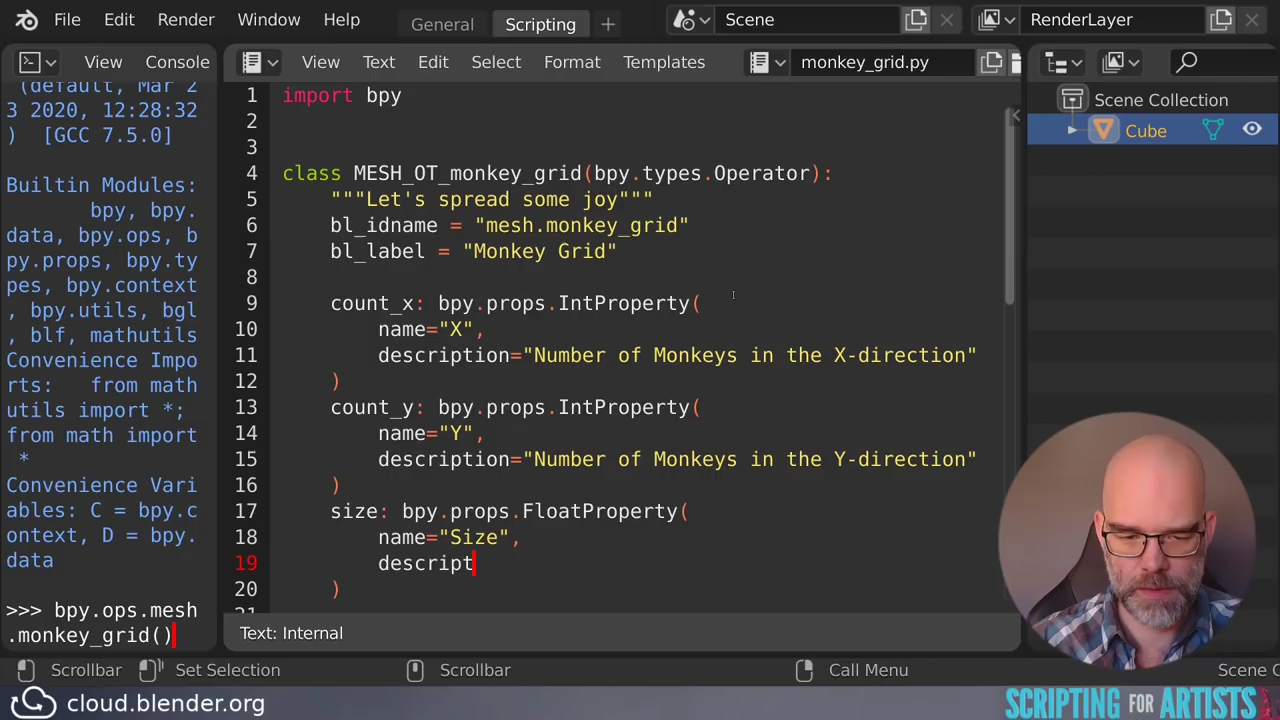 File Edit Render Window Help General Scripting Scene RenderLayer
View Console View Text Edit Select Format Templates monkey_grid.py
(default, Mar 2
3 2020, 12:28:32
) [GCC 7.5.0]
Builtin Modules:
bpy, bpy.
data, bpy.ops, b
py.props, bpy.ty
pes, bpy.context
, bpy.utils, bgl
, blf, mathutils
Convenience Impo
rts: from math
utils import *;
from math import
*
Convenience Vari
ables: C = bpy.c
ontext, D = bpy.
data
>>> bpy.ops.mesh
.monkey_grid()
1 import bpy
2
3
4 class MESH_OT_monkey_grid(bpy.types.Operator):
5 """Let's spread some joy"""
6 bl_idname = "mesh.monkey_grid"
7 bl_label = "Monkey Grid"
8
9 count_x: bpy.props.IntProperty(
10 name="X",
11 description="Number of Monkeys in the X-direction"
12 )
13 count_y: bpy.props.IntProperty(
14 name="Y",
15 description="Number of Monkeys in the Y-direction"
16 )
17 size: bpy.props.FloatProperty(
18 name="Size",
19 descript
20 )
Text: Internal
Scene Collection
Cube
Scrollbar Set Selection Scrollbar Call Menu Scene C
cloud.blender.org
SCRIPTING FOR ARTISTS